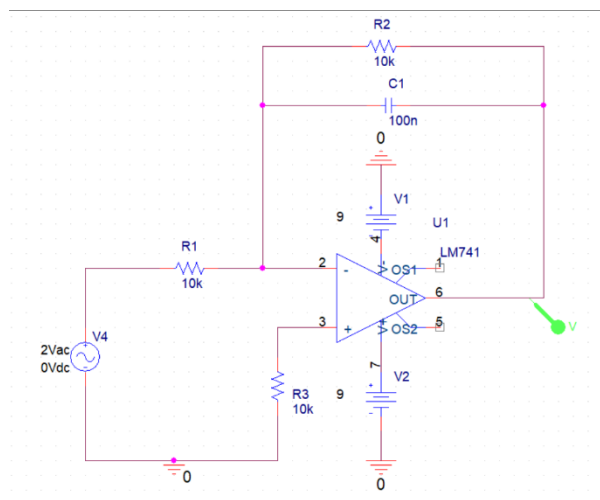 R2
10k
C1
100n
0
V1
9
U1
4
LM741
R1
10k
2
-
V-
OS1
1
OUT
6
3
+
V+
OS2
5
V
V4
2Vac
0Vdc
7
R3
10k
9
V2
0
0